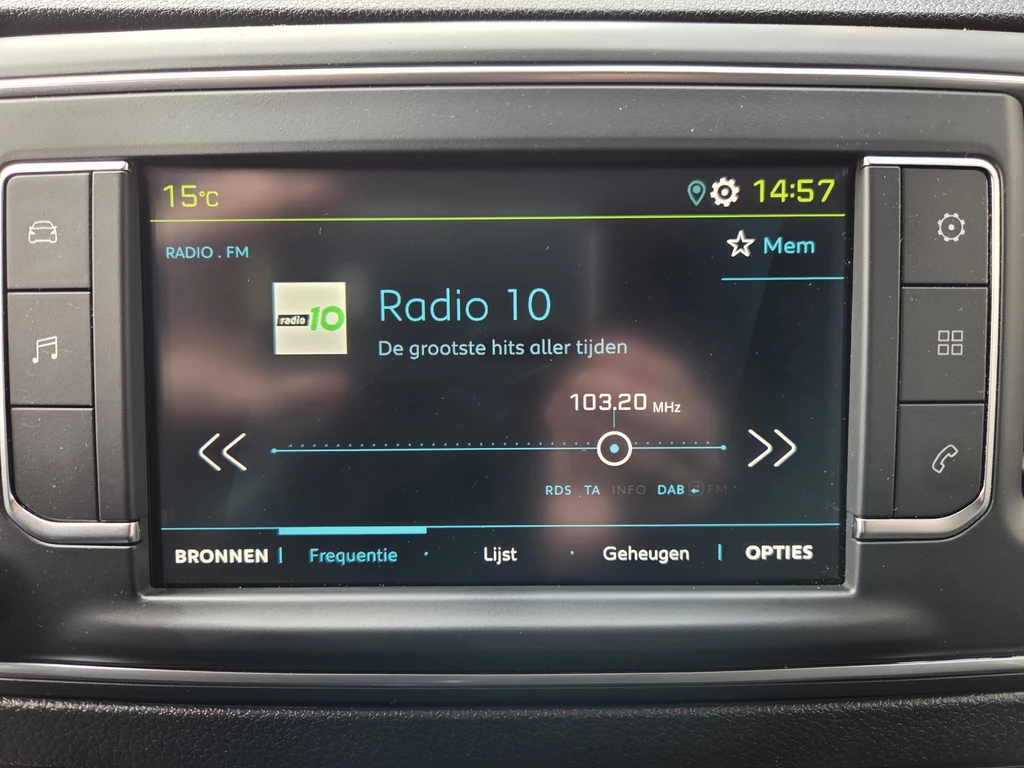 15°C 14:57
RADIO . FM Mem
radio 10
Radio 10
De grootste hits aller tijden
103.20 MHz
RDS TA INFO DAB FM
BRONNEN Frequentie Lijst Geheugen OPTIES